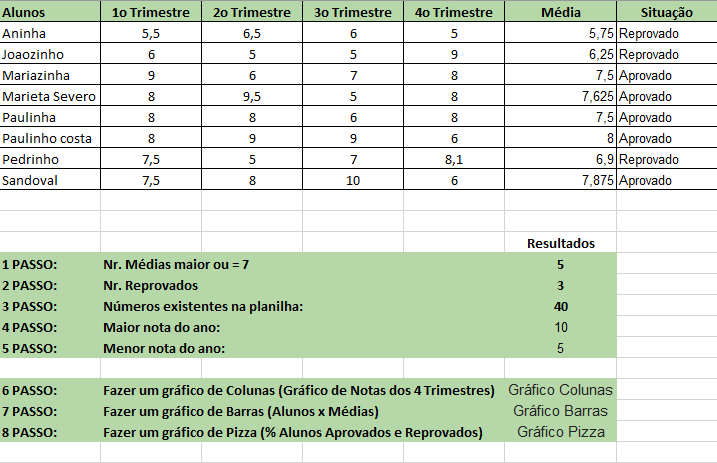 Alunos 1o Trimestre 2o Trimestre 3o Trimestre 4o Trimestre Média Situação
Aninha 5,5 6,5 6 5 5,75 Reprovado
Joaozinho 6 5 5 9 6,25 Reprovado
Mariazinha 9 6 7 8 7,5 Aprovado
Marieta Severo 8 9,5 5 8 7,625 Aprovado
Paulinha 8 8 6 8 7,5 Aprovado
Paulinho costa 8 9 9 6 8 Aprovado
Pedrinho 7,5 5 7 8,1 6,9 Reprovado
Sandoval 7,5 8 10 6 7,875 Aprovado
Resultados
1 PASSO: Nr. Médias maior ou = 7 5
2 PASSO: Nr. Reprovados 3
3 PASSO: Números existentes na planilha: 40
4 PASSO: Maior nota do ano: 10
5 PASSO: Menor nota do ano: 5
6 PASSO: Fazer um gráfico de Colunas (Gráfico de Notas dos 4 Trimestres) Gráfico Colunas
7 PASSO: Fazer um gráfico de Barras (Alunos x Médias) Gráfico Barras
8 PASSO: Fazer um gráfico de Pizza (% Alunos Aprovados e Reprovados) Gráfico Pizza